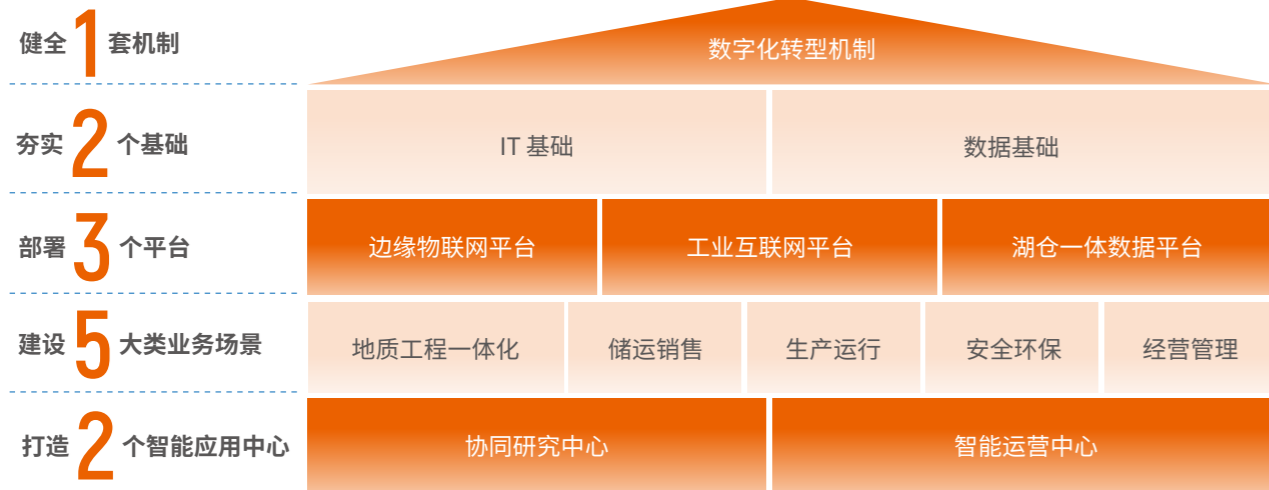 健全1套机制
数字化转型机制
夯实2个基础
IT 基础
数据基础
部署3个平台
边缘物联网平台
工业互联网平台
湖仓一体数据平台
建设5大类业务场景
地质工程一体化
储运销售
生产运行
安全环保
经营管理
打造2个智能应用中心
协同研究中心
智能运营中心